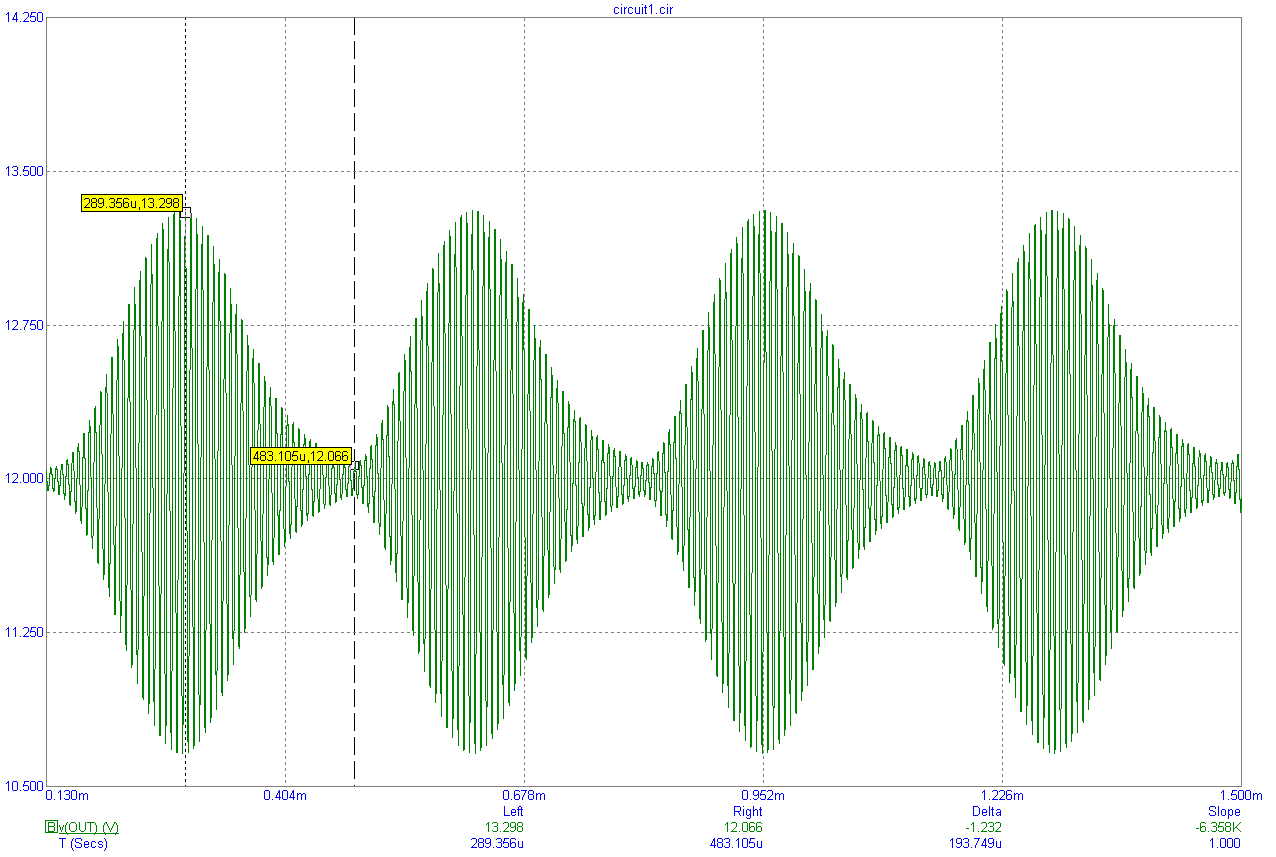 circuit1.cir
14.250
13.500
289.356u,13.298
12.750
483.105u,12.066
12.000
11.250
10.500
0.130m 0.404m 0.678m 0.952m 1.226m 1.500m
Left Right Delta Slope
B v(OUT) (V) 13.298 12.066 -1.232 -6.358K
T (Secs) 289.356u 483.105u 193.749u 1.000